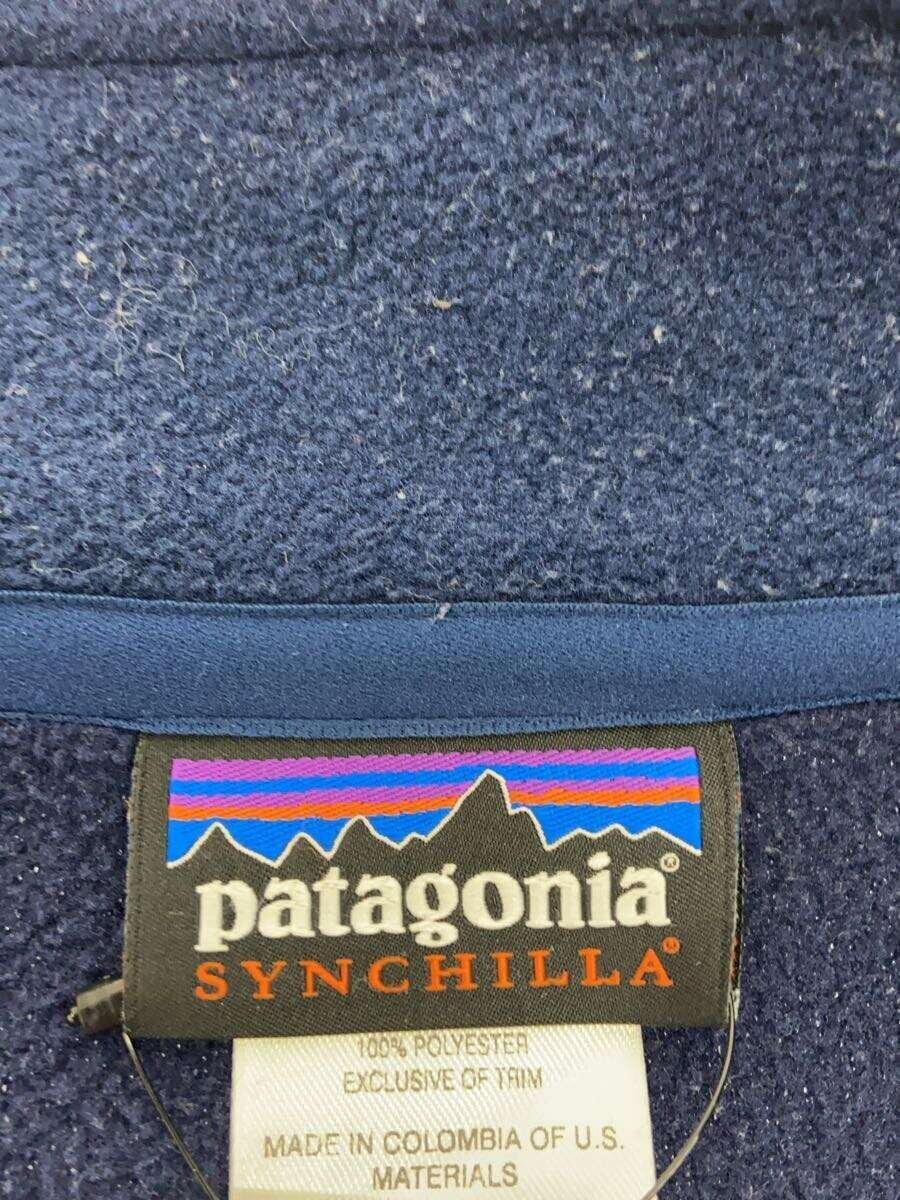 patagonia®
SYNCHILLA®
100% POLYESTER
EXCLUSIVE OF TRIM
MADE IN COLOMBIA OF U.S.
MATERIALS